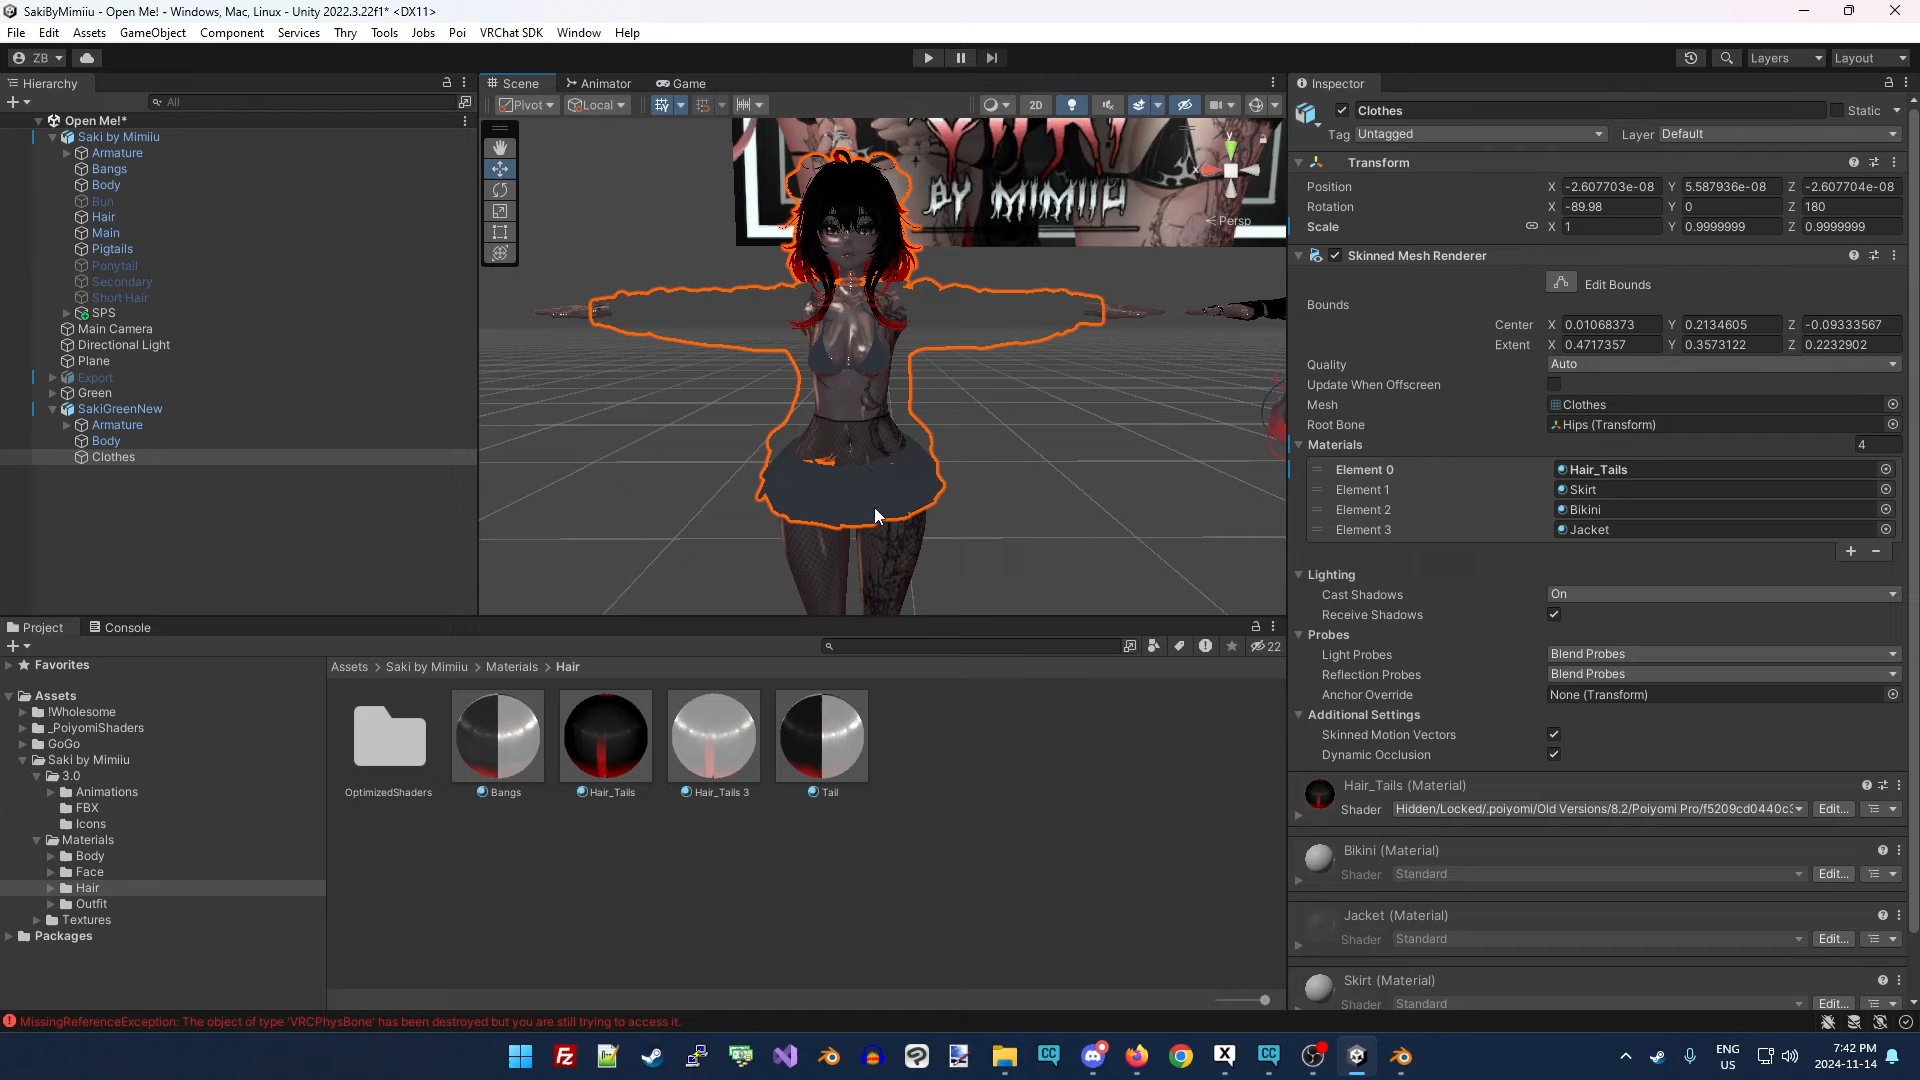 SakiByMimiiu - Open Me! - Windows, Mac, Linux - Unity 2022.3.22f1* <DX11>
File Edit Assets GameObject Component Services Thry Tools Jobs Poi VRChat SDK Window Help
ZB Layers Layout
Hierarchy Scene Animator Game Inspector
All Pivot Local 2D Clothes Static
Tag Untagged Layer Default
Open Me!*
Saki by Mimiiu
Armature
Bangs
Body
Bun
Hair
Main
Pigtails
Ponytail
Secondary
Short Hair
SPS
Main Camera
Directional Light
Plane
Export
Green
SakiGreenNew
Armature
Body
Clothes
BY MIMIIU
y
x
Persp
Transform
Position X -2.607703e-08 Y 5.587936e-08 Z -2.607704e-08
Rotation X -89.98 Y 0 Z 180
Scale X 1 Y 0.9999999 Z 0.9999999
Skinned Mesh Renderer
Edit Bounds
Bounds
Center X 0.01068373 Y 0.2134605 Z -0.09333567
Extent X 0.4717357 Y 0.3573122 Z 0.2232902
Quality Auto
Update When Offscreen
Mesh Clothes
Root Bone Hips (Transform)
Materials 4
Element 0 Hair_Tails
Element 1 Skirt
Element 2 Bikini
Element 3 Jacket
Lighting
Cast Shadows On
Receive Shadows
Probes
Light Probes Blend Probes
Reflection Probes Blend Probes
Anchor Override None (Transform)
Additional Settings
Skinned Motion Vectors
Dynamic Occlusion
Hair_Tails (Material)
Shader Hidden/Locked/.poiyomi/Old Versions/8.2/Poiyomi Pro/f5209cd0440c3 Edit...
Bikini (Material)
Shader Standard Edit...
Jacket (Material)
Shader Standard Edit...
Skirt (Material)
Shader Standard Edit...
Project Console
22
Favorites
Assets
!Wholesome
_PoiyomiShaders
GoGo
Saki by Mimiiu
3.0
Animations
FBX
Icons
Materials
Body
Face
Hair
Outfit
Textures
Packages
Assets > Saki by Mimiiu > Materials > Hair
OptimizedShaders Bangs Hair_Tails Hair_Tails 3 Tail
MissingReferenceException: The object of type 'VRCPhysBone' has been destroyed but you are still trying to access it.
CC CC
ENG
US
7:42 PM
2024-11-14